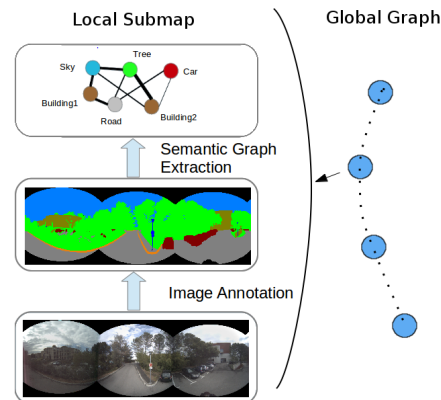 Local Submap
Global Graph
Tree
Sky
Car
Building1
Road
Building2
Semantic Graph
Extraction
Image Annotation